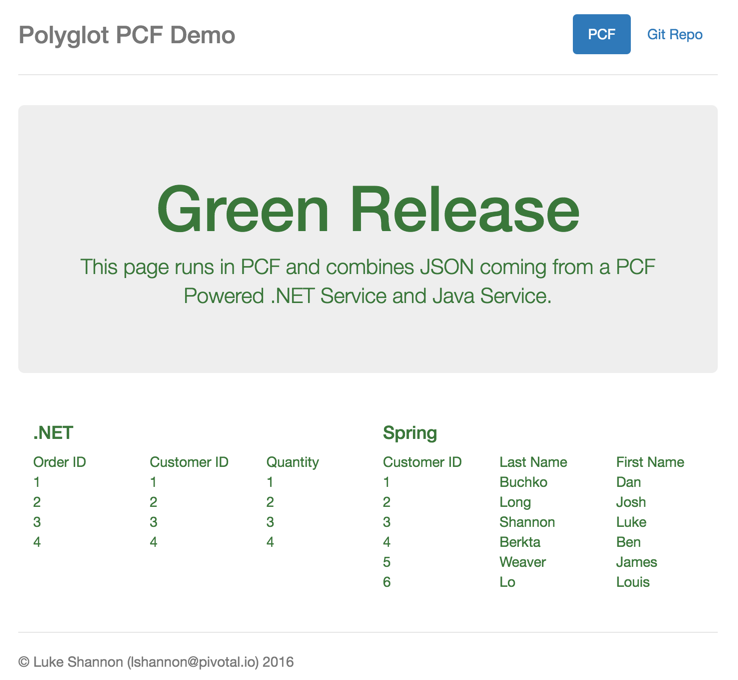 Polyglot PCF Demo
PCF
Git Repo
Green Release
This page runs in PCF and combines JSON coming from a PCF
Powered .NET Service and Java Service.
.NET
Order ID Customer ID Quantity
1 1 1
2 2 2
3 3 3
4 4 4
Spring
Customer ID Last Name First Name
1 Buchko Dan
2 Long Josh
3 Shannon Luke
4 Berkta Ben
5 Weaver James
6 Lo Louis
© Luke Shannon (lshannon@pivotal.io) 2016